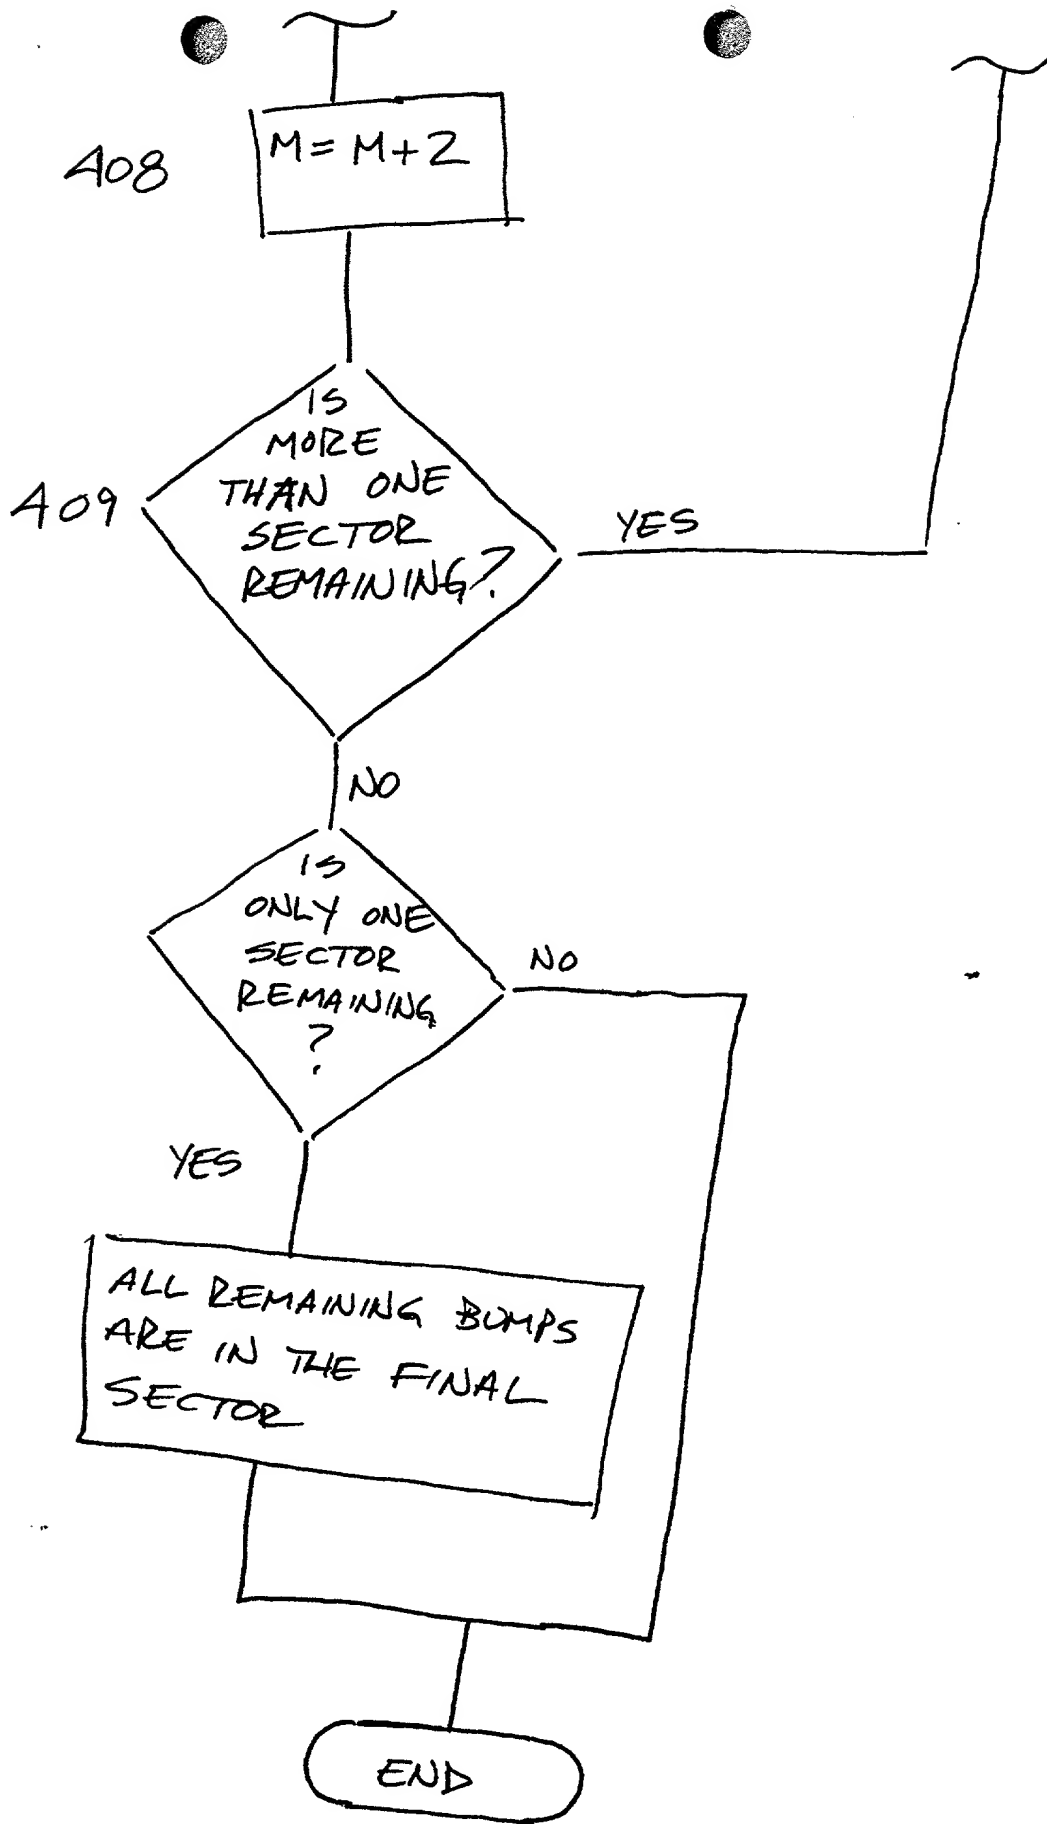 408
M = M + 2
409
IS
MORE
THAN ONE
SECTOR
REMAINING?
YES
NO
IS
ONLY ONE
SECTOR
REMAINING
?
NO
YES
ALL REMAINING BUMPS
ARE IN THE FINAL
SECTOR
END